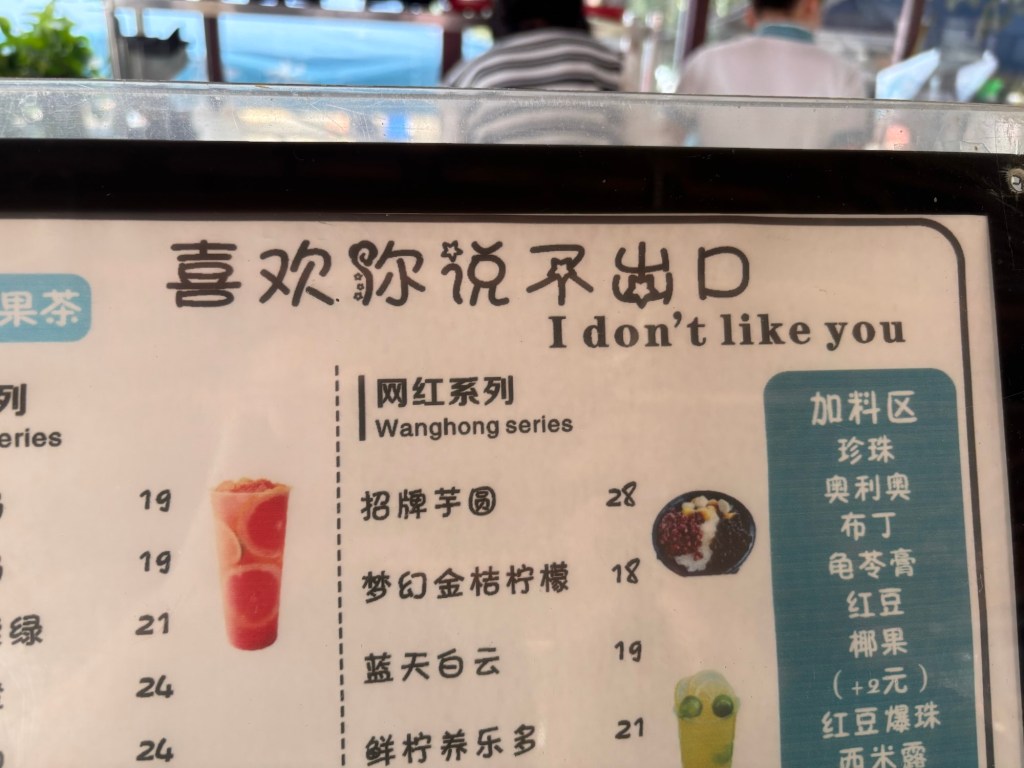 喜欢你说不出口
I don't like you
果茶
列
eries
19
19
绿 21
24
24
网红系列
Wanghong series
招牌芋圆 28
梦幻金桔柠檬 18
蓝天白云 19
鲜柠养乐多 21
加料区
珍珠
奥利奥
布丁
龟苓膏
红豆
椰果
(+2元)
红豆爆珠
西米露